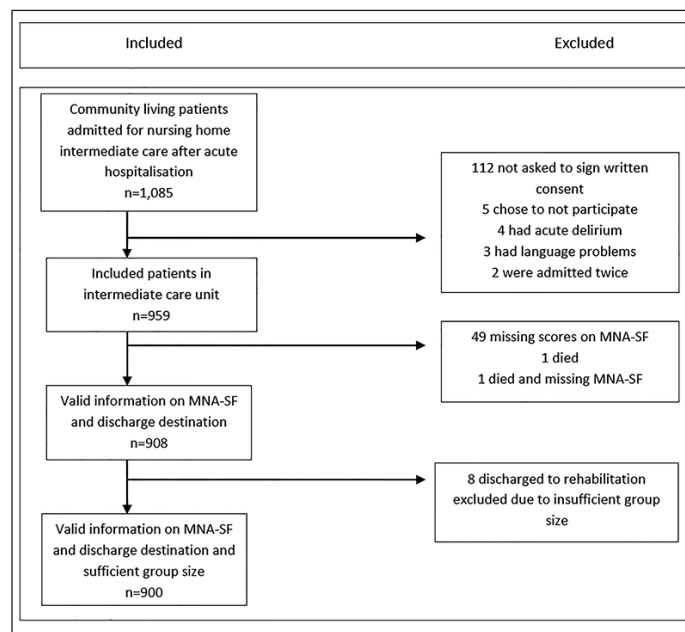 Included
Excluded
Community living patients
admitted for nursing home
intermediate care after acute
hospitalisation
n=1,085
112 not asked to sign written
consent
5 chose to not participate
4 had acute delirium
3 had language problems
2 were admitted twice
Included patients in
intermediate care unit
n=959
49 missing scores on MNA-SF
1 died
1 died and missing MNA-SF
Valid information on MNA-SF
and discharge destination
n=908
8 discharged to rehabilitation
excluded due to insufficient group
size
Valid information on MNA-SF
and discharge destination and
sufficient group size
n=900